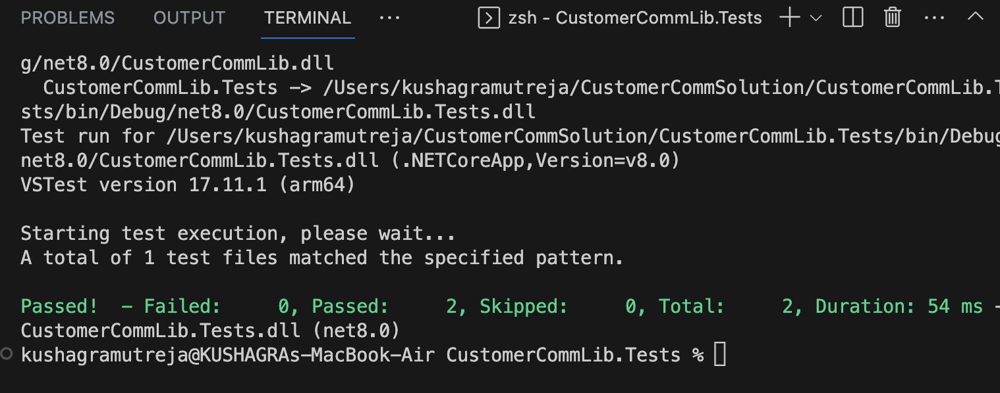 PROBLEMS OUTPUT TERMINAL ··· zsh - CustomerCommLib.Tests
g/net8.0/CustomerCommLib.dll
  CustomerCommLib.Tests -> /Users/kushagramutreja/CustomerCommSolution/CustomerCommLib.T
sts/bin/Debug/net8.0/CustomerCommLib.Tests.dll
Test run for /Users/kushagramutreja/CustomerCommSolution/CustomerCommLib.Tests/bin/Debug
net8.0/CustomerCommLib.Tests.dll (.NETCoreApp,Version=v8.0)
VSTest version 17.11.1 (arm64)
Starting test execution, please wait...
A total of 1 test files matched the specified pattern.
Passed!  - Failed:     0, Passed:     2, Skipped:     0, Total:     2, Duration: 54 ms -
CustomerCommLib.Tests.dll (net8.0)
kushagramutreja@KUSHAGRAs-MacBook-Air CustomerCommLib.Tests %